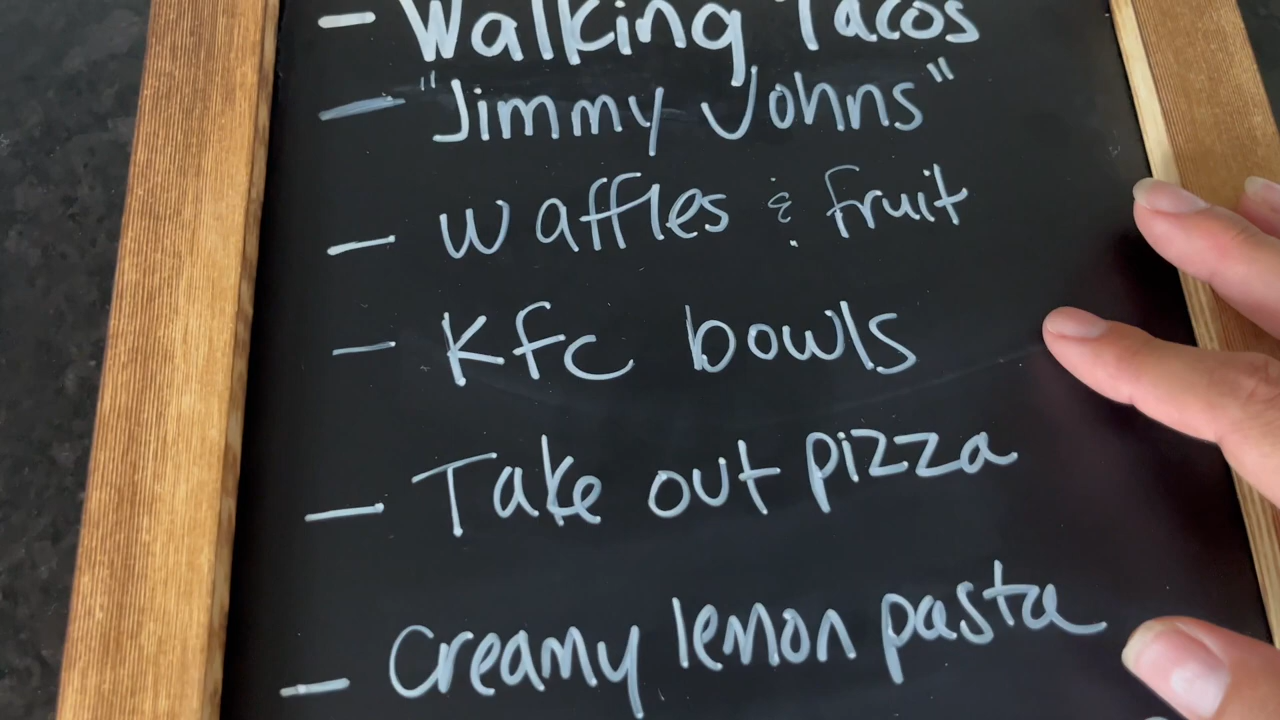 - Walking Tacos
- "Jimmy Johns"
- Waffles & fruit
- Kfc bowls
- Take out pizza
- Creamy lemon pasta